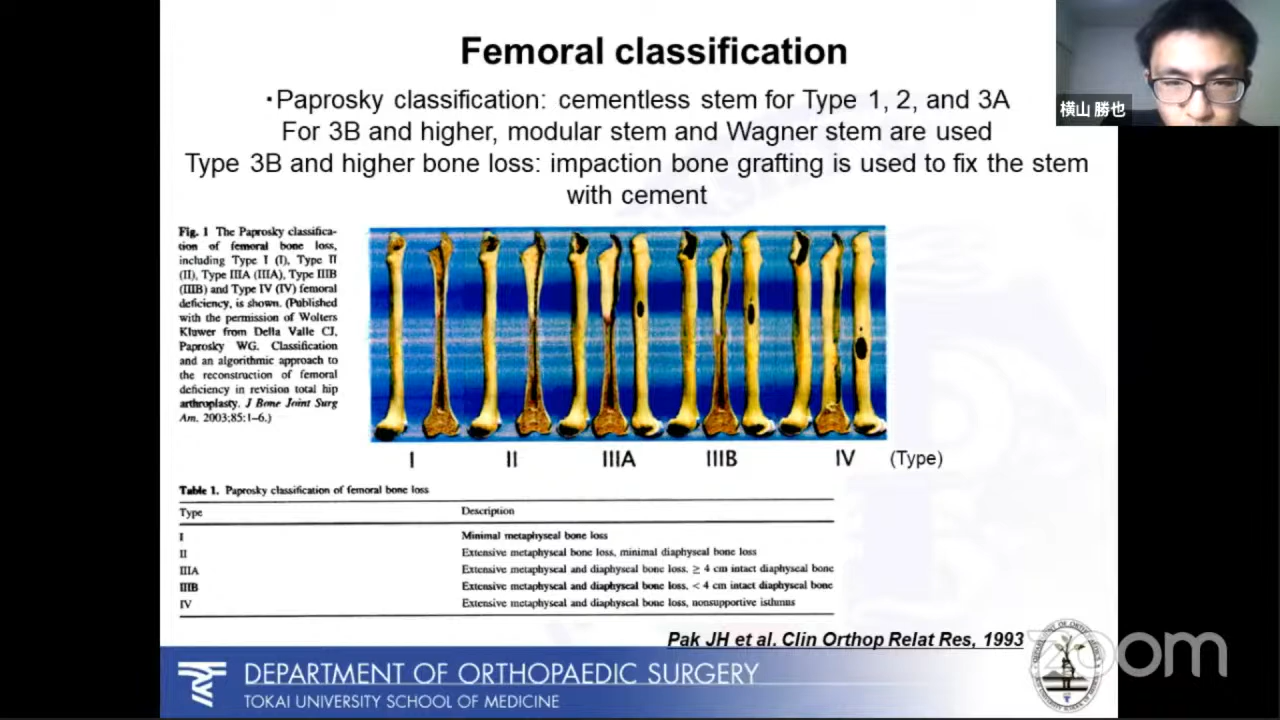 Femoral classification
・Paprosky classification: cementless stem for Type 1, 2, and 3A
For 3B and higher, modular stem and Wagner stem are used
Type 3B and higher bone loss: impaction bone grafting is used to fix the stem
with cement
横山 勝也
Fig. 1 The Paprosky classifica-
tion of femoral bone loss,
including Type I (I), Type II
(II), Type IIIA (IIIA), Type IIIB
(IIIB) and Type IV (IV) femoral
deficiency, is shown. (Published
with the permission of Wolters
Kluwer from Della Valle CJ,
Paprosky WG. Classification
and an algorithmic approach to
the reconstruction of femoral
deficiency in revision total hip
arthroplasty. J Bone Joint Surg
Am. 2003;85:1–6.)
I II IIIA IIIB IV (Type)
Table 1. Paprosky classification of femoral bone loss
Type Description
I Minimal metaphyseal bone loss
II Extensive metaphyseal bone loss, minimal diaphyseal bone loss
IIIA Extensive metaphyseal and diaphyseal bone loss, ≥ 4 cm intact diaphyseal bone
IIIB Extensive metaphyseal and diaphyseal bone loss, < 4 cm intact diaphyseal bone
IV Extensive metaphyseal and diaphyseal bone loss, nonsupportive isthmus
Pak JH et al. Clin Orthop Relat Res, 1993
DEPARTMENT OF ORTHOPAEDIC SURGERY
TOKAI UNIVERSITY SCHOOL OF MEDICINE
zoom